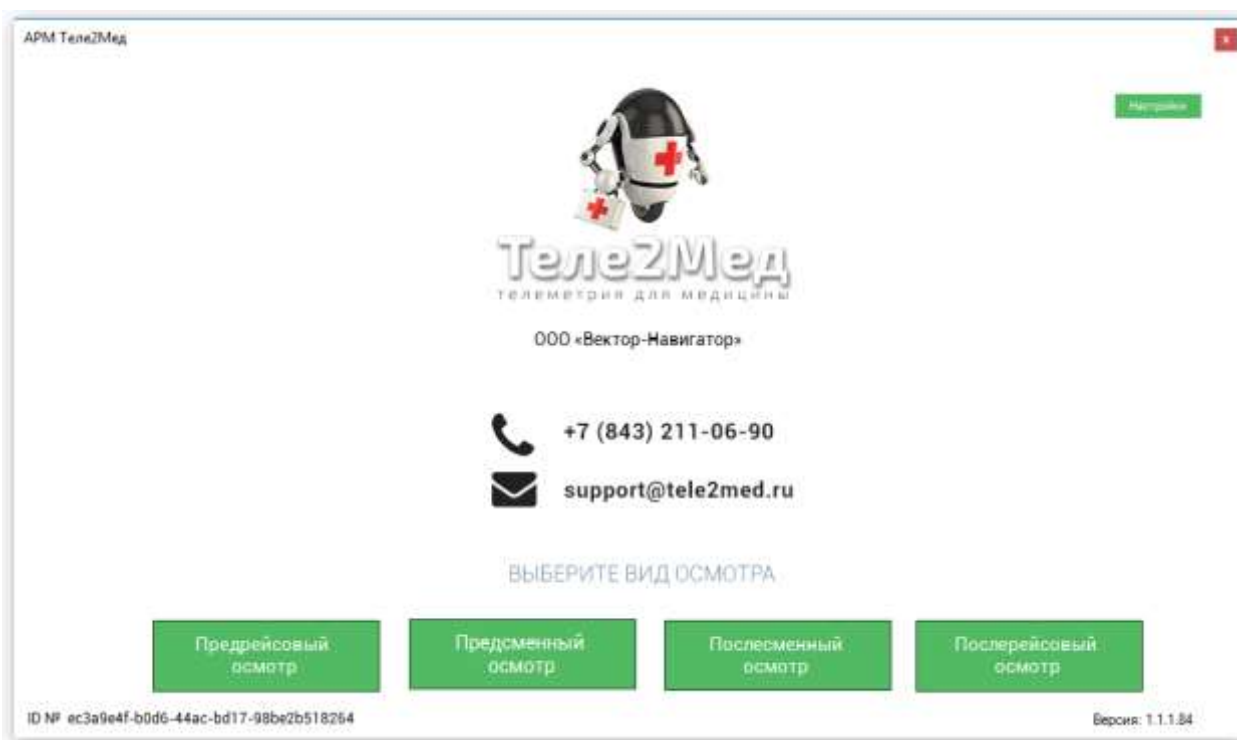 АРМ Теле2Мед
x
Настройки
Теле2Мед
телеметрия для медицины
ООО «Вектор-Навигатор»
+7 (843) 211-06-90
support@tele2med.ru
ВЫБЕРИТЕ ВИД ОСМОТРА
Предрейсовый
осмотр
Предсменный
осмотр
Послесменный
осмотр
Послерейсовый
осмотр
ID № ec3a9e4f-b0d6-44ac-bd17-98be2b518264
Версия: 1.1.1.84